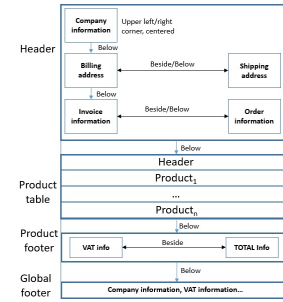 Company
information
Upper left/right
corner, centered
Header
Below
Billing
address
Beside/Below
Shipping
address
Below
Invoice
information
Beside/Below
Order
information
Below
Product
table
Header
Product1
...
Productn
Below
Product
footer
VAT info
Beside
TOTAL Info
Below
Global
footer
Company information, VAT information...